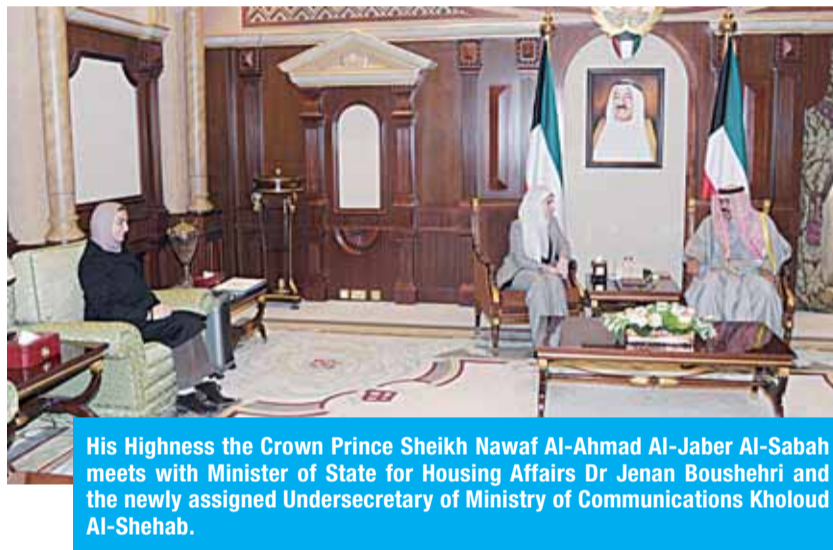 His Highness the Crown Prince Sheikh Nawaf Al-Ahmad Al-Jaber Al-Sabah
meets with Minister of State for Housing Affairs Dr Jenan Boushehri and
the newly assigned Undersecretary of Ministry of Communications Kholoud
Al-Shehab.